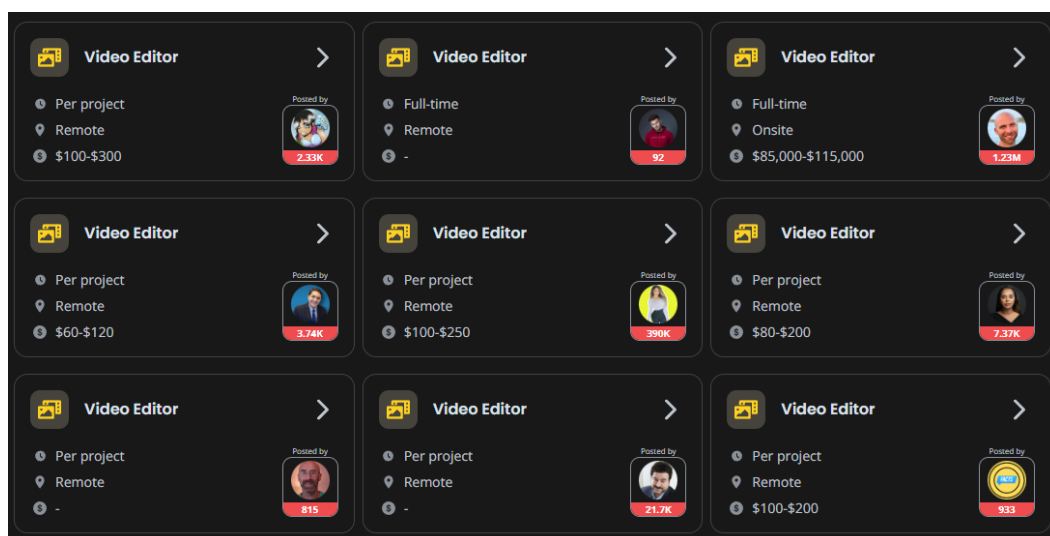 Video Editor
Per project
Remote
$100-$300
Posted by
2.33K
Video Editor
Full-time
Remote
-
Posted by
92
Video Editor
Full-time
Onsite
$85,000-$115,000
Posted by
1.23M
Video Editor
Per project
Remote
$60-$120
Posted by
3.74K
Video Editor
Per project
Remote
$100-$250
Posted by
390K
Video Editor
Per project
Remote
$80-$200
Posted by
7.37K
Video Editor
Per project
Remote
-
Posted by
815
Video Editor
Per project
Remote
-
Posted by
21.7K
Video Editor
Per project
Remote
$100-$200
Posted by
933